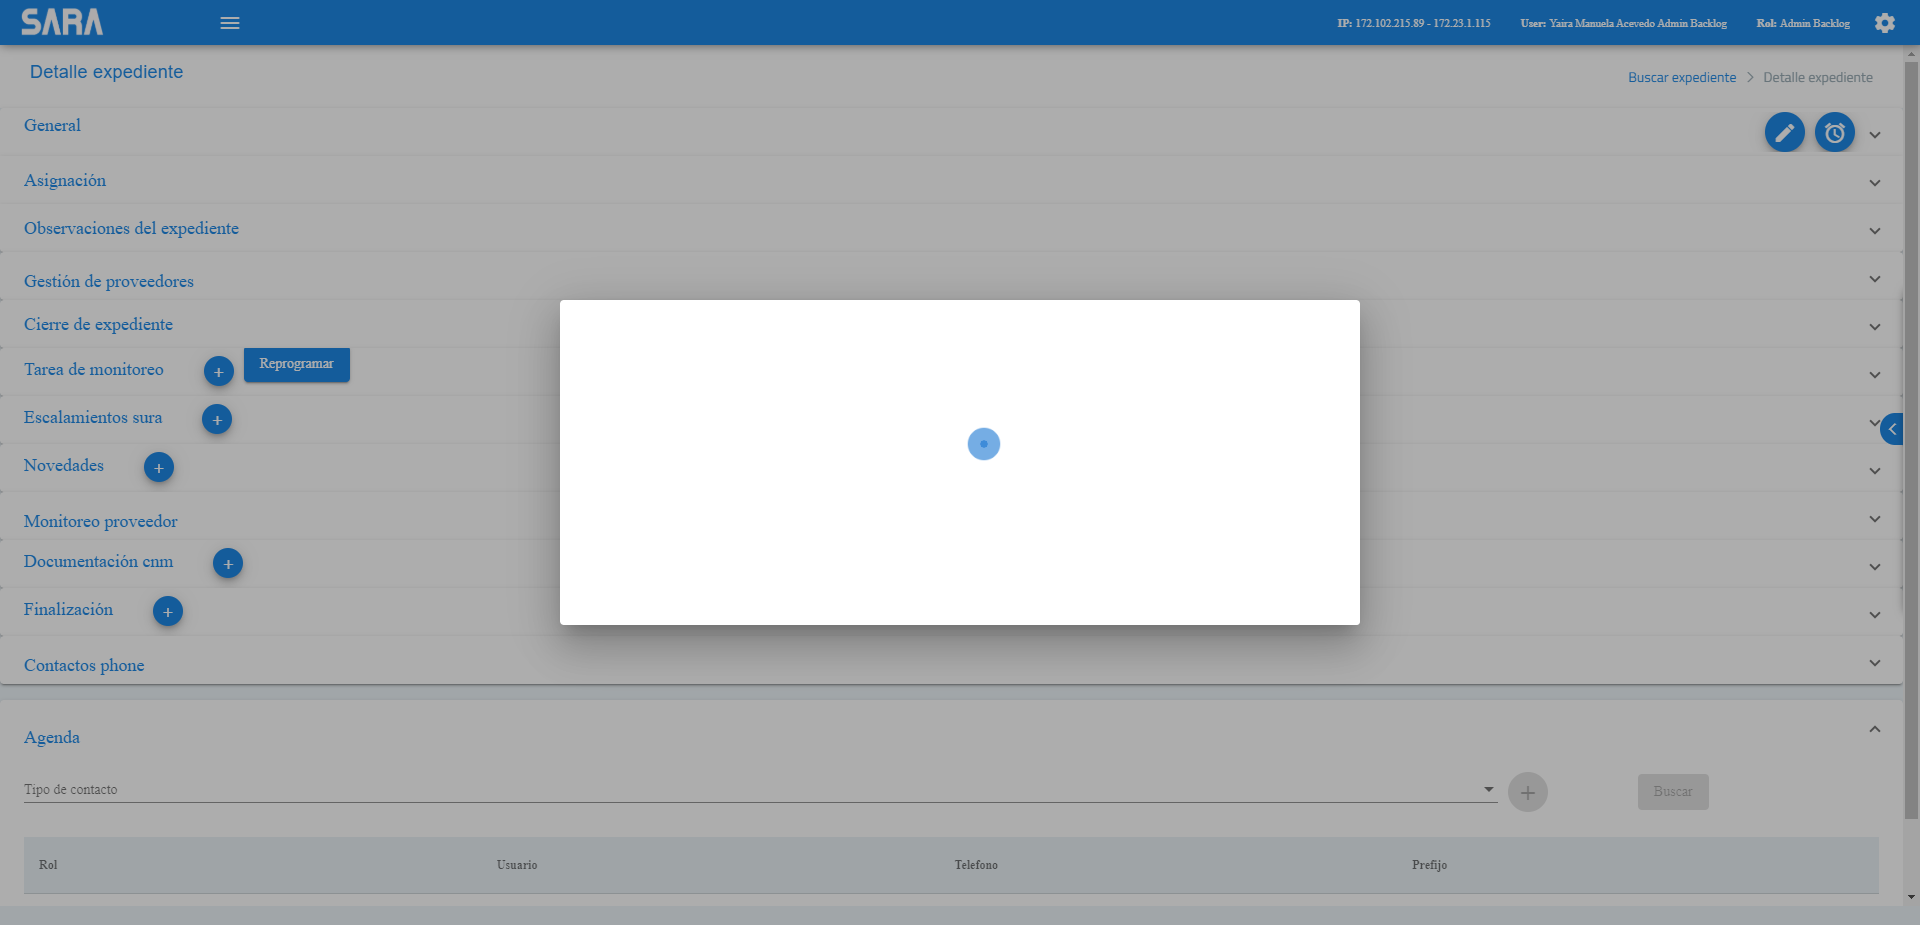 SARA
IP: 172.102.215.89 - 172.23.1.115
User: Yaira Manuela Acevedo Admin Backlog
Rol: Admin Backlog
Detalle expediente
Buscar expediente > Detalle expediente
General
Asignación
Observaciones del expediente
Gestión de proveedores
Cierre de expediente
Tarea de monitoreo + Reprogramar
Escalamientos sura +
Novedades +
Monitoreo proveedor
Documentación cnm +
Finalización +
Contactos phone
Agenda
Tipo de contacto + Buscar
Rol Usuario Telefono Prefijo